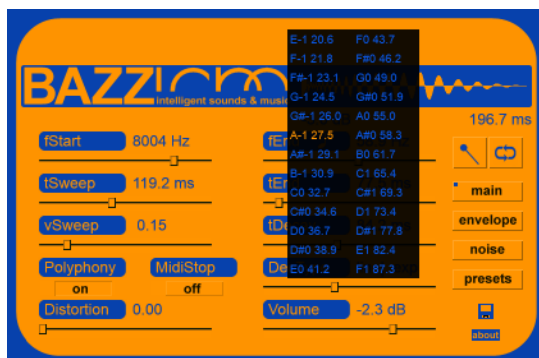 E-1 20.6 F0 43.7
F-1 21.8 F#0 46.2
F#-1 23.1 G0 49.0
G-1 24.5 G#0 51.9
G#-1 26.0 A0 55.0
A-1 27.5 A#0 58.3
A#-1 29.1 B0 61.7
B-1 30.9 C1 65.4
C0 32.7 C#1 69.3
C#0 34.6 D1 73.4
D0 36.7 D#1 77.8
D#0 38.9 E1 82.4
E0 41.2 F1 87.3
BAZZ
intelligent sounds & music
196.7 ms
fStart 8004 Hz
tSweep 119.2 ms
main
vSweep 0.15
envelope
Polyphony MidiStop
noise
on off
presets
Distortion 0.00 Volume -2.3 dB
about